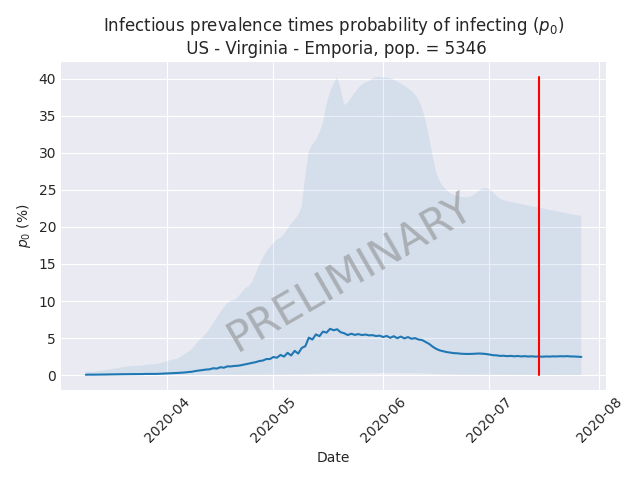 Infectious prevalence times probability of infecting (p₀)
US - Virginia - Emporia, pop. = 5346
40
35
30
25
20
15
10
5
0
p₀ (%)
PRELIMINARY
2020-04
2020-05
2020-06
2020-07
2020-08
Date